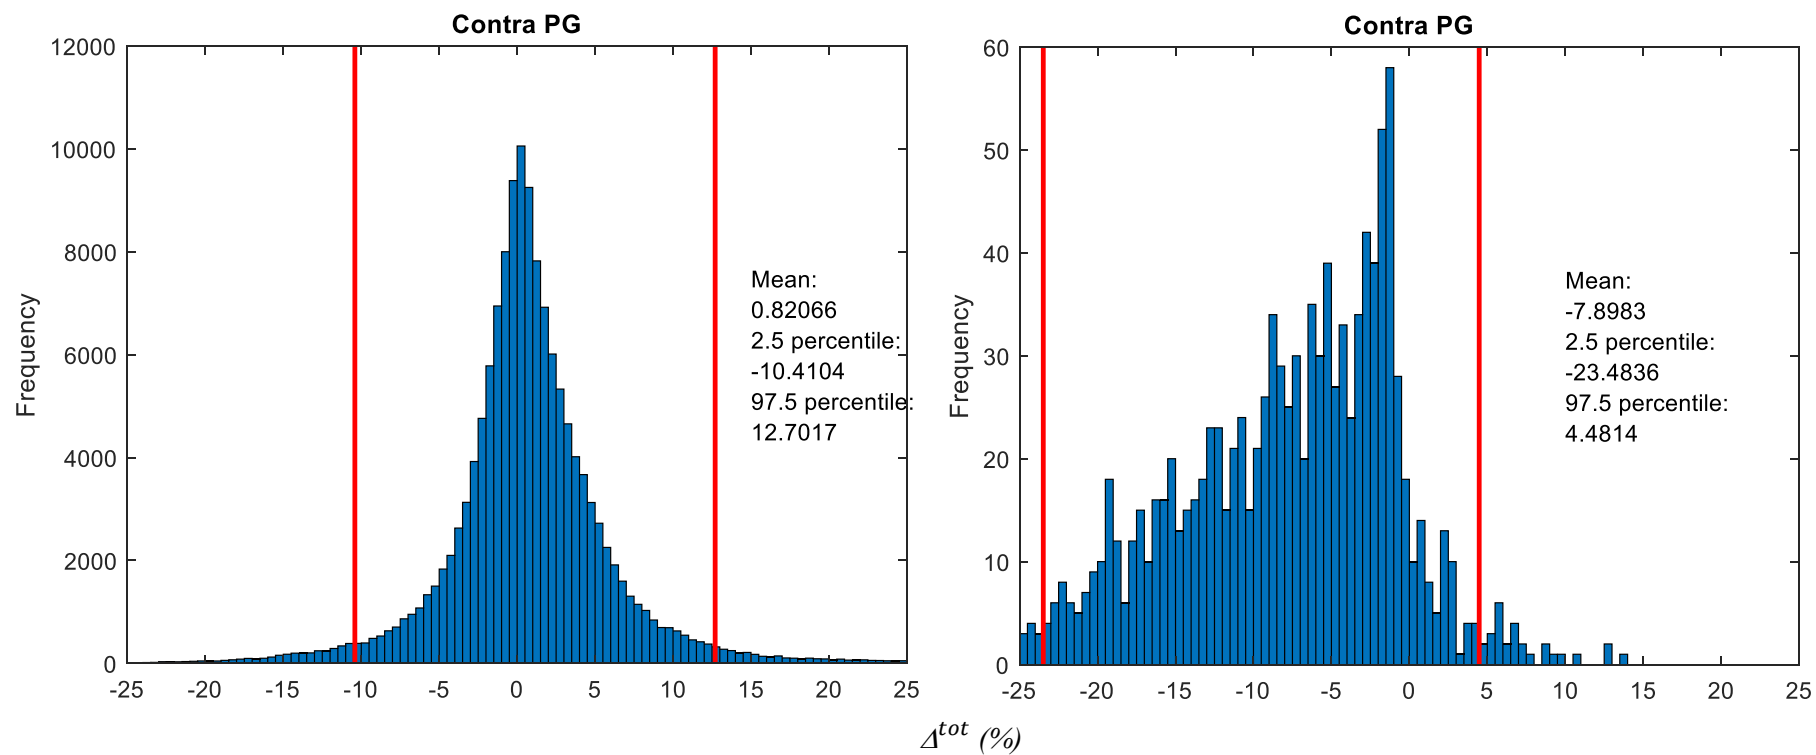 Contra PG
12000
10000
8000
6000
4000
2000
0
Frequency
-25 -20 -15 -10 -5 0 5 10 15 20 25
Mean:
0.82066
2.5 percentile:
-10.4104
97.5 percentile:
12.7017
Contra PG
60
50
40
30
20
10
0
Frequency
-25 -20 -15 -10 -5 0 5 10 15 20 25
Mean:
-7.8983
2.5 percentile:
-23.4836
97.5 percentile:
4.4814
Δ^tot (%)